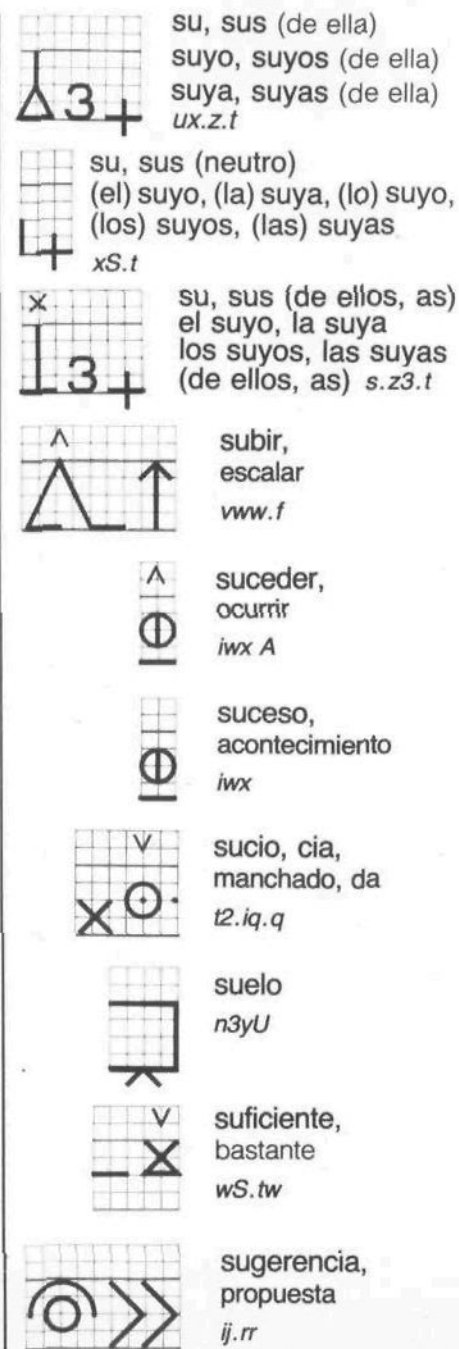 su, sus (de ella)
suyo, suyos (de ella)
suya, suyas (de ella)
ux.z.t
su, sus (neutro)
(el) suyo, (la) suya, (lo) suyo,
(los) suyos, (las) suyas
xS.t
su, sus (de ellos, as)
el suyo, la suya
los suyos, las suyas
(de ellos, as) s.z3.t
subir,
escalar
vww.f
suceder,
ocurrir
iwx A
suceso,
acontecimiento
iwx
sucio, cia,
manchado, da
t2.iq.q
suelo
n3yU
suficiente,
bastante
wS.tw
sugerencia,
propuesta
ij.rr